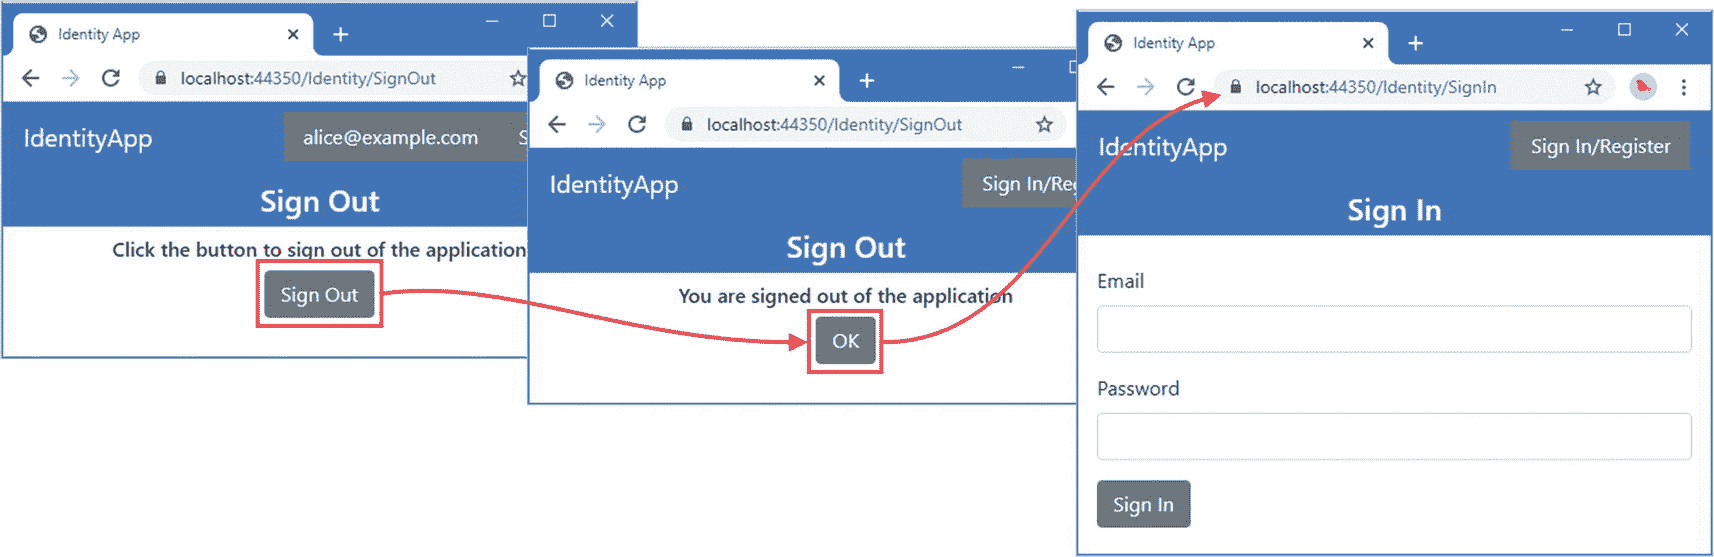 Identity App
localhost:44350/Identity/SignOut
IdentityApp
alice@example.com
S
Sign Out
Click the button to sign out of the application
Sign Out
Identity App
localhost:44350/Identity/SignOut
IdentityApp
Sign In/Reg
Sign Out
You are signed out of the application
OK
Identity App
localhost:44350/Identity/SignIn
IdentityApp
Sign In/Register
Sign In
Email
Password
Sign In